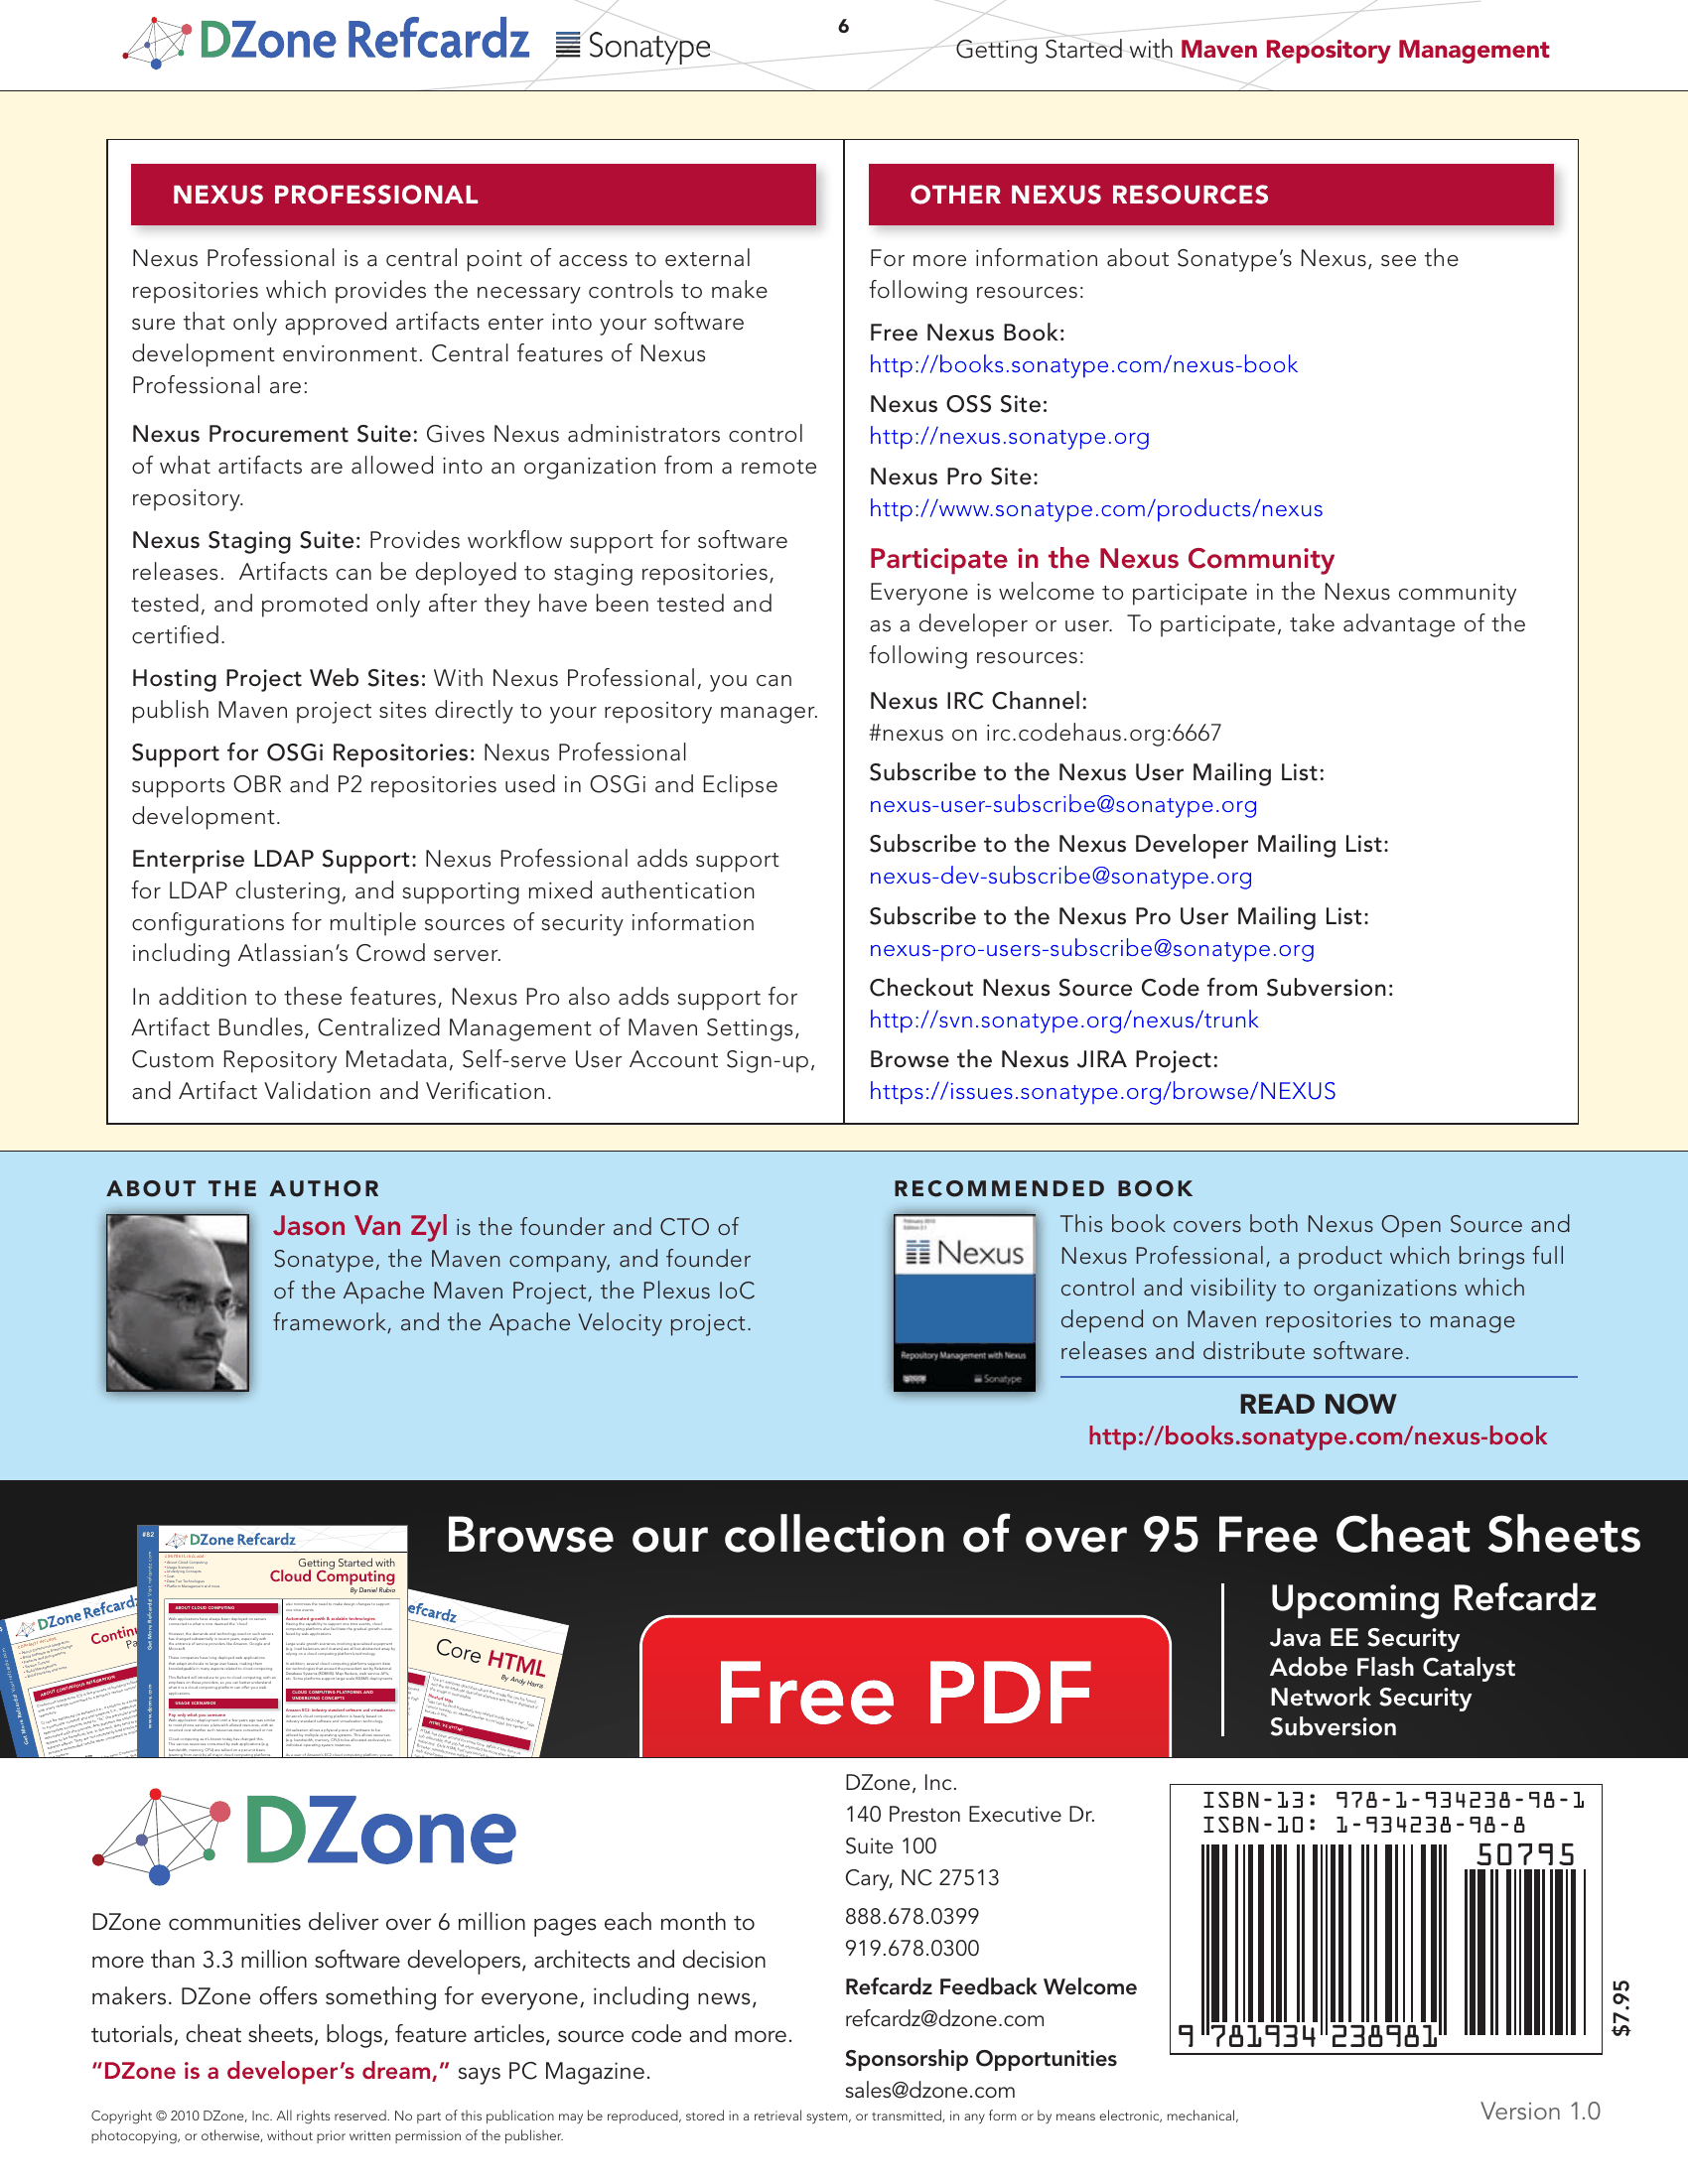 DZone Refcardz
Sonatype
6
Getting Started with Maven Repository Management
NEXUS PROFESSIONAL
Nexus Professional is a central point of access to external
repositories which provides the necessary controls to make
sure that only approved artifacts enter into your software
development environment. Central features of Nexus
Professional are:
Nexus Procurement Suite: Gives Nexus administrators control
of what artifacts are allowed into an organization from a remote
repository.
Nexus Staging Suite: Provides workflow support for software
releases.  Artifacts can be deployed to staging repositories,
tested, and promoted only after they have been tested and
certified.
Hosting Project Web Sites: With Nexus Professional, you can
publish Maven project sites directly to your repository manager.
Support for OSGi Repositories: Nexus Professional
supports OBR and P2 repositories used in OSGi and Eclipse
development.
Enterprise LDAP Support: Nexus Professional adds support
for LDAP clustering, and supporting mixed authentication
configurations for multiple sources of security information
including Atlassian's Crowd server.
In addition to these features, Nexus Pro also adds support for
Artifact Bundles, Centralized Management of Maven Settings,
Custom Repository Metadata, Self-serve User Account Sign-up,
and Artifact Validation and Verification.
OTHER NEXUS RESOURCES
For more information about Sonatype's Nexus, see the
following resources:
Free Nexus Book:
http://books.sonatype.com/nexus-book
Nexus OSS Site:
http://nexus.sonatype.org
Nexus Pro Site:
http://www.sonatype.com/products/nexus
Participate in the Nexus Community
Everyone is welcome to participate in the Nexus community
as a developer or user.  To participate, take advantage of the
following resources:
Nexus IRC Channel:
#nexus on irc.codehaus.org:6667
Subscribe to the Nexus User Mailing List:
nexus-user-subscribe@sonatype.org
Subscribe to the Nexus Developer Mailing List:
nexus-dev-subscribe@sonatype.org
Subscribe to the Nexus Pro User Mailing List:
nexus-pro-users-subscribe@sonatype.org
Checkout Nexus Source Code from Subversion:
http://svn.sonatype.org/nexus/trunk
Browse the Nexus JIRA Project:
https://issues.sonatype.org/browse/NEXUS
ABOUT THE AUTHOR
Jason Van Zyl is the founder and CTO of
Sonatype, the Maven company, and founder
of the Apache Maven Project, the Plexus IoC
framework, and the Apache Velocity project.
RECOMMENDED BOOK
Nexus
Repository Management with Nexus
Sonatype
This book covers both Nexus Open Source and
Nexus Professional, a product which brings full
control and visibility to organizations which
depend on Maven repositories to manage
releases and distribute software.
READ NOW
http://books.sonatype.com/nexus-book
Browse our collection of over 95 Free Cheat Sheets
#82
DZone Refcardz
Getting Started with
Cloud Computing
By Daniel Rubio
ABOUT CLOUD COMPUTING
USAGE SCENARIOS
CLOUD COMPUTING PLATFORMS AND
UNDERLYING CONCEPTS
DZone Refcard
Continu
efcardz
Core HTML
By Andy Harris
Free PDF
Upcoming Refcardz
Java EE Security
Adobe Flash Catalyst
Network Security
Subversion
DZone
DZone communities deliver over 6 million pages each month to
more than 3.3 million software developers, architects and decision
makers. DZone offers something for everyone, including news,
tutorials, cheat sheets, blogs, feature articles, source code and more.
“DZone is a developer's dream,” says PC Magazine.
DZone, Inc.
140 Preston Executive Dr.
Suite 100
Cary, NC 27513
888.678.0399
919.678.0300
Refcardz Feedback Welcome
refcardz@dzone.com
Sponsorship Opportunities
sales@dzone.com
ISBN-13: 978-1-934238-98-1
ISBN-10: 1-934238-98-8
50795
9 781934 238981
$7.95
Copyright © 2010 DZone, Inc. All rights reserved. No part of this publication may be reproduced, stored in a retrieval system, or transmitted, in any form or by means electronic, mechanical,
photocopying, or otherwise, without prior written permission of the publisher.
Version 1.0